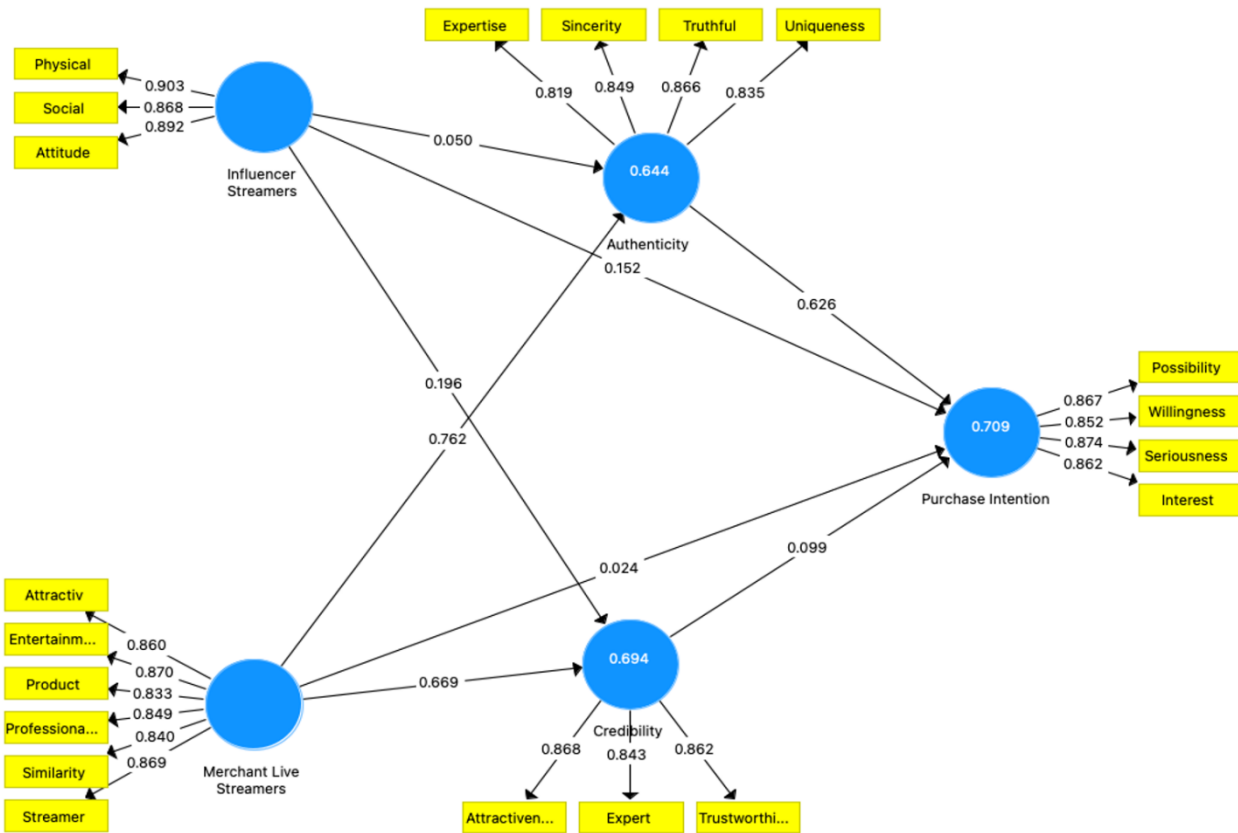 Expertise
Sincerity
Truthful
Uniqueness
0.819
0.849
0.866
0.835
Physical
Social
Attitude
0.903
0.868
0.892
Influencer
Streamers
0.050
0.644
Authenticity
0.152
0.626
0.196
0.762
Possibility
Willingness
Seriousness
Interest
0.867
0.852
0.874
0.862
0.709
Purchase Intention
0.024
0.099
Attractiv
Entertainm...
Product
Professiona...
Similarity
Streamer
0.860
0.870
0.833
0.849
0.840
0.869
Merchant Live
Streamers
0.669
0.694
Credibility
0.868
0.843
0.862
Attractiven...
Expert
Trustworthi...